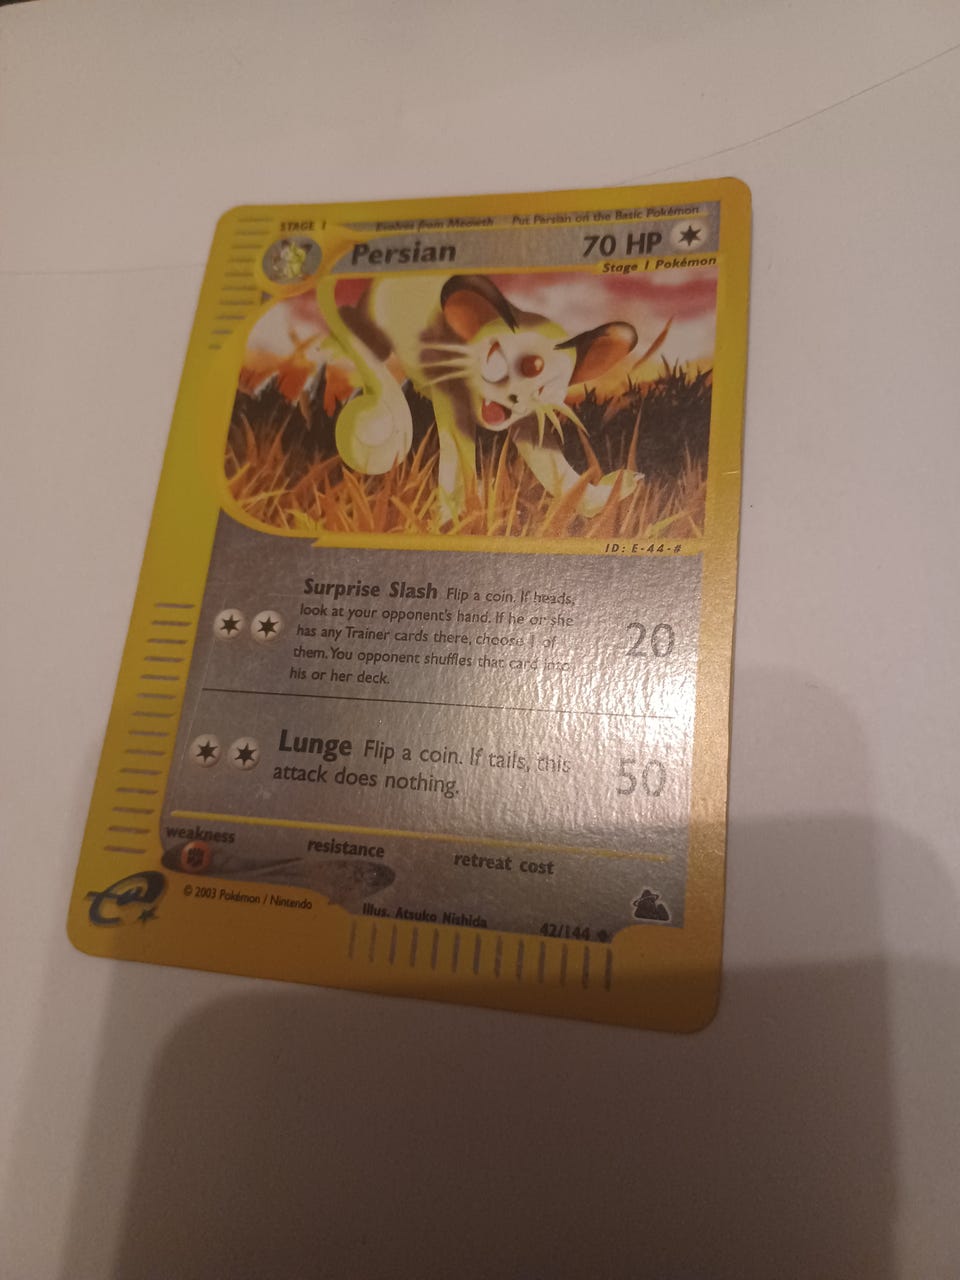 STAGE 1 Evolves from Meowth Put Persian on the Basic Pokémon
Persian 70 HP
Stage 1 Pokémon
ID: E-44-#
Surprise Slash Flip a coin. If heads,
look at your opponent's hand. If he or she
has any Trainer cards there, choose 1 of
them. You opponent shuffles that card into
his or her deck.
20
Lunge Flip a coin. If tails, this
attack does nothing.
50
weakness resistance retreat cost
© 2003 Pokémon / Nintendo
Illus. Atsuko Nishida 42/144